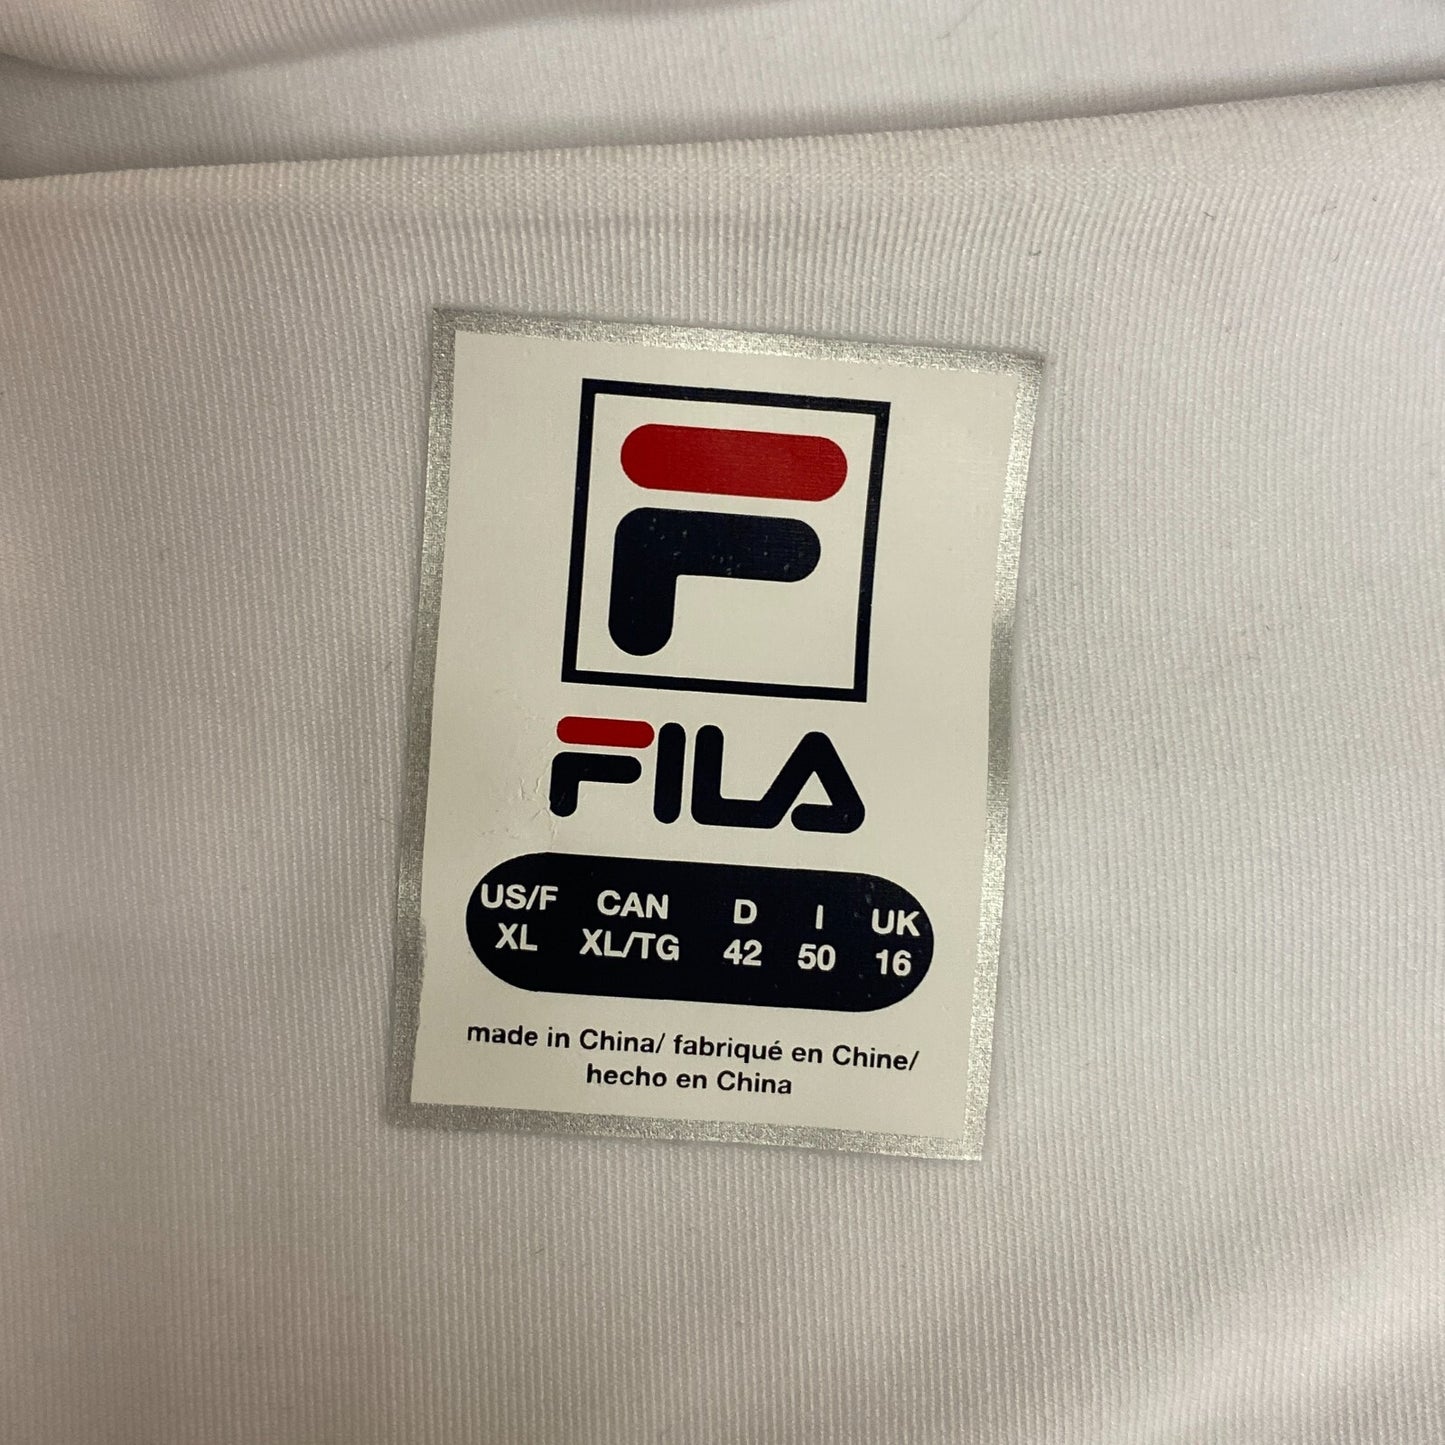 F
FILA
US/F CAN D I UK
XL XL/TG 42 50 16
made in China/ fabriqué en Chine/
hecho en China